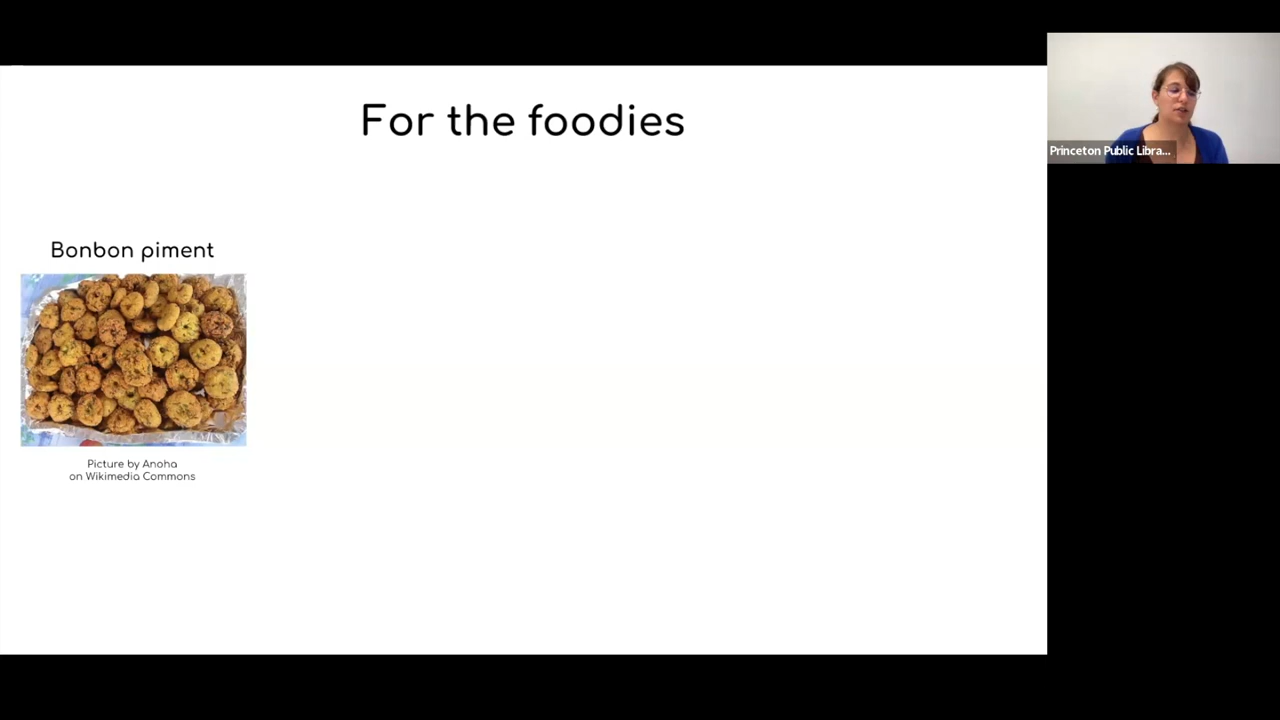 For the foodies
Princeton Public Libra...
Bonbon piment
Picture by Anoha
on Wikimedia Commons